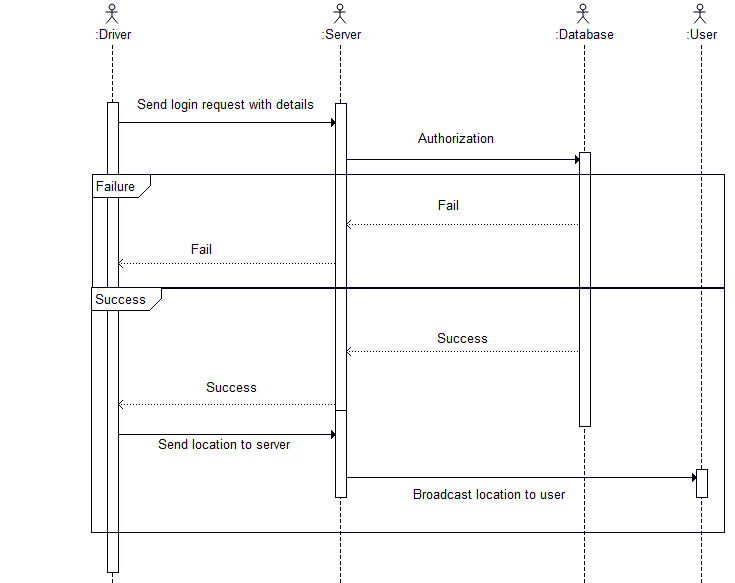 :Driver
:Server
:Database
:User
Send login request with details
Authorization
Failure
Fail
Fail
Success
Success
Success
Send location to server
Broadcast location to user